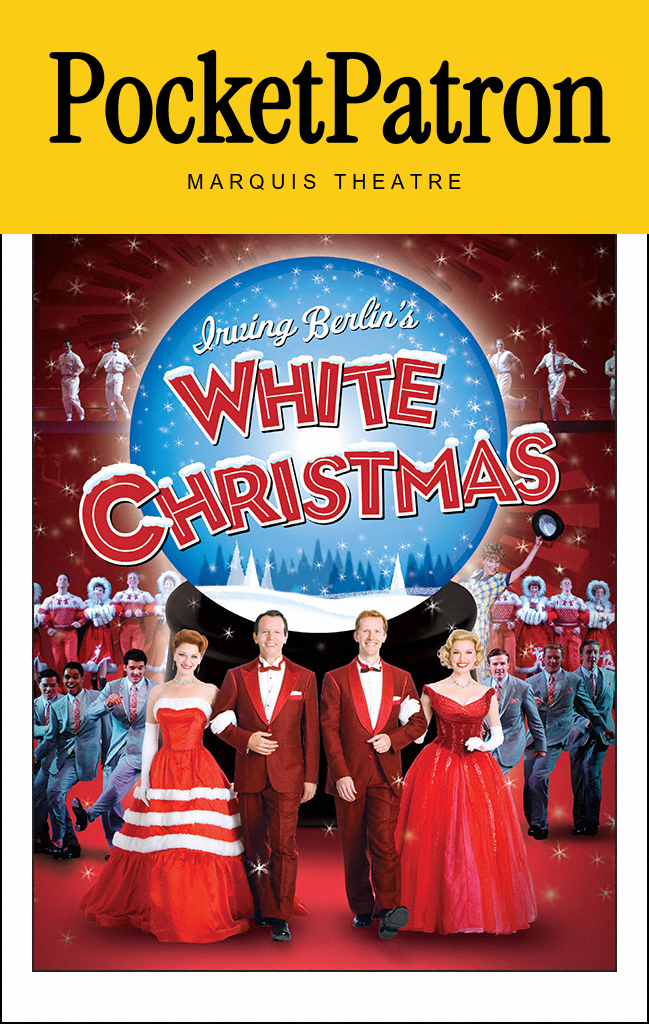 PocketPatron
MARQUIS THEATRE
Irving Berlin's
WHITE
CHRISTMAS